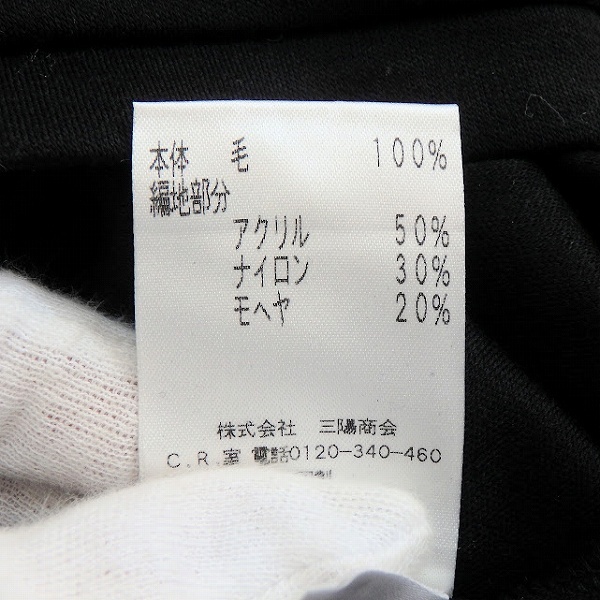 本体 毛 100%
編地部分
アクリル 50%
ナイロン 30%
モヘヤ 20%
株式会社 三陽商会
C.R.室 電話0120-340-460